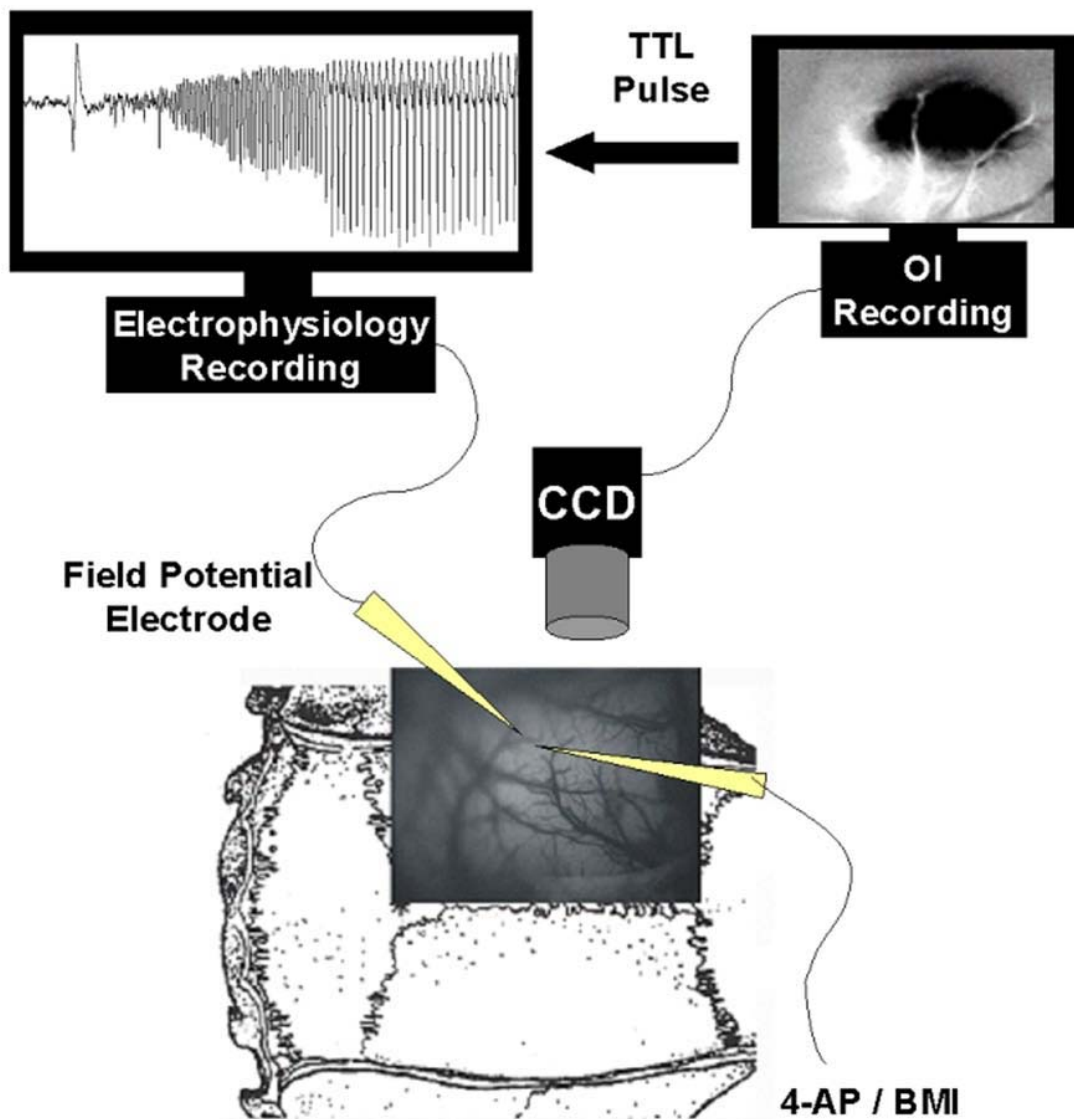 TTL
Pulse
Electrophysiology
Recording
OI
Recording
CCD
Field Potential
Electrode
4-AP / BMI